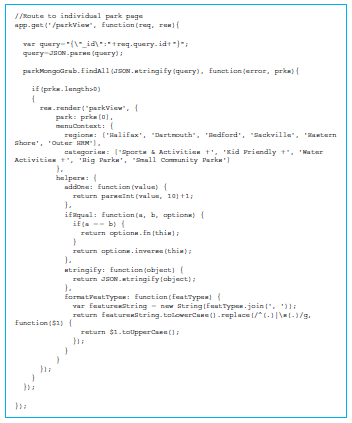 //Route to individual park page
app.get('/parkView', function(req, res){
var query="{\"_id\":"+req.query.id+"}";
query=JSON.parse(query);
parkMongoGrab.findAll(JSON.stringify(query), function(error, prks){
if(prks.length>0)
{
res.render('parkView', {
park: prks[0],
menuContext: {
regions: ['Halifax', 'Dartmouth', 'Bedford', 'Sackville', 'Eastern
Shore', 'Outer HRM'],
categories: ['Sports & Activities +', 'Kid Friendly +', 'Water
Activities +', 'Big Parks', 'Small Community Parks']
},
helpers: {
addOne: function(value) {
return parseInt(value, 10)+1;
},
ifEqual: function(a, b, options) {
if(a == b) {
return options.fn(this);
}
return options.inverse(this);
},
stringify: function(object) {
return JSON.stringify(object);
},
formatFeatTypes: function(featTypes) {
var featuresString = new String(featTypes.join(', '));
return featuresString.toLowerCase().replace(/^(.)|\s(.)/g,
function($1) {
return $1.toUpperCase();
});
}
}
});
}
});
});